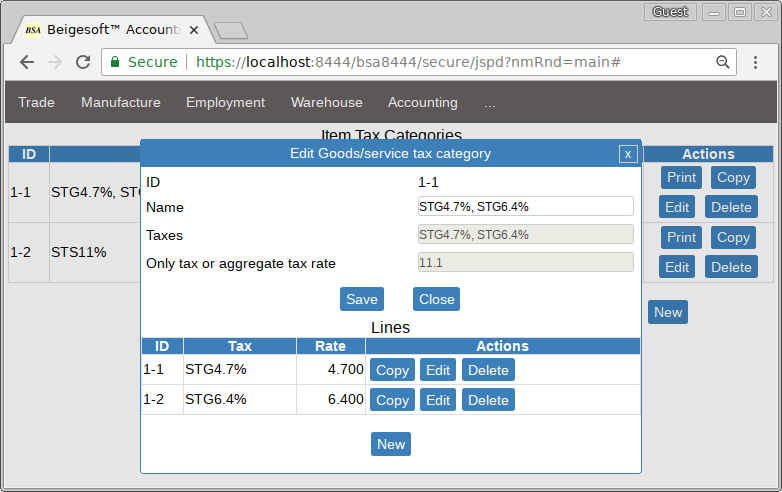 Guest
BSA Beigesoft™ Account
Secure https://localhost:8444/bsa8444/secure/jspd?nmRnd=main#
Trade Manufacture Employment Warehouse Accounting ...
Item Tax Categories
ID Actions
1-1 STG4.7%, STG Print Copy
Edit Delete
1-2 STS11% Print Copy
Edit Delete
New
Edit Goods/service tax category x
ID 1-1
Name STG4.7%, STG6.4%
Taxes STG4.7%, STG6.4%
Only tax or aggregate tax rate 11.1
Save Close
Lines
ID Tax Rate Actions
1-1 STG4.7% 4.700 Copy Edit Delete
1-2 STG6.4% 6.400 Copy Edit Delete
New